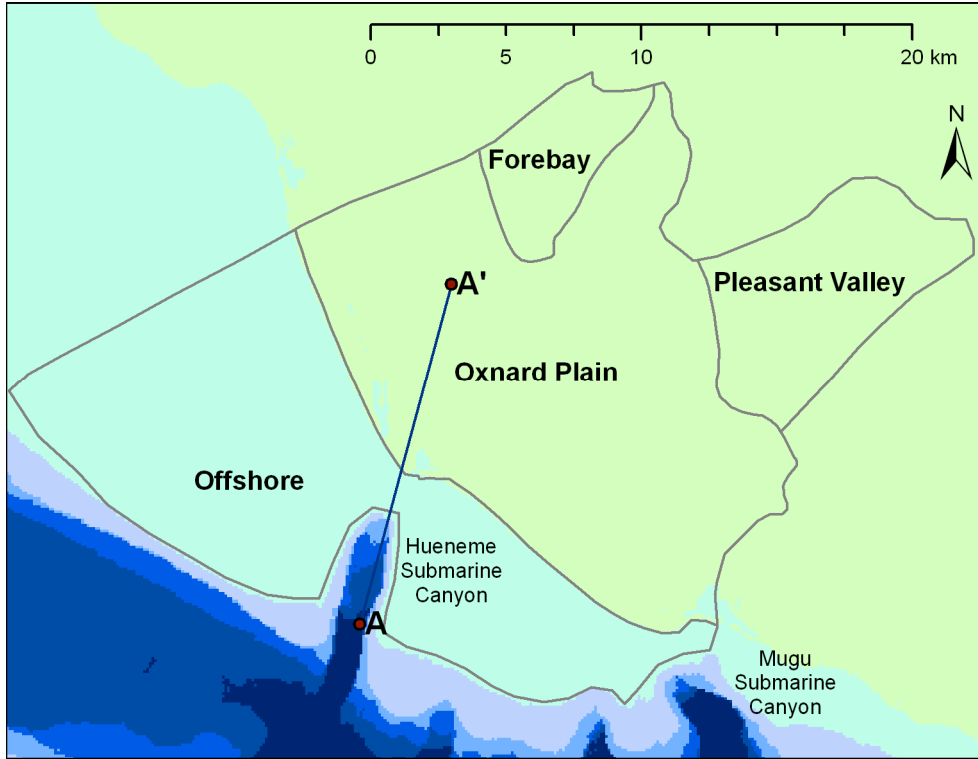 0 5 10 20 km
N
Forebay
Pleasant Valley
A'
Oxnard Plain
Offshore
Hueneme
Submarine
Canyon
A
Mugu
Submarine
Canyon